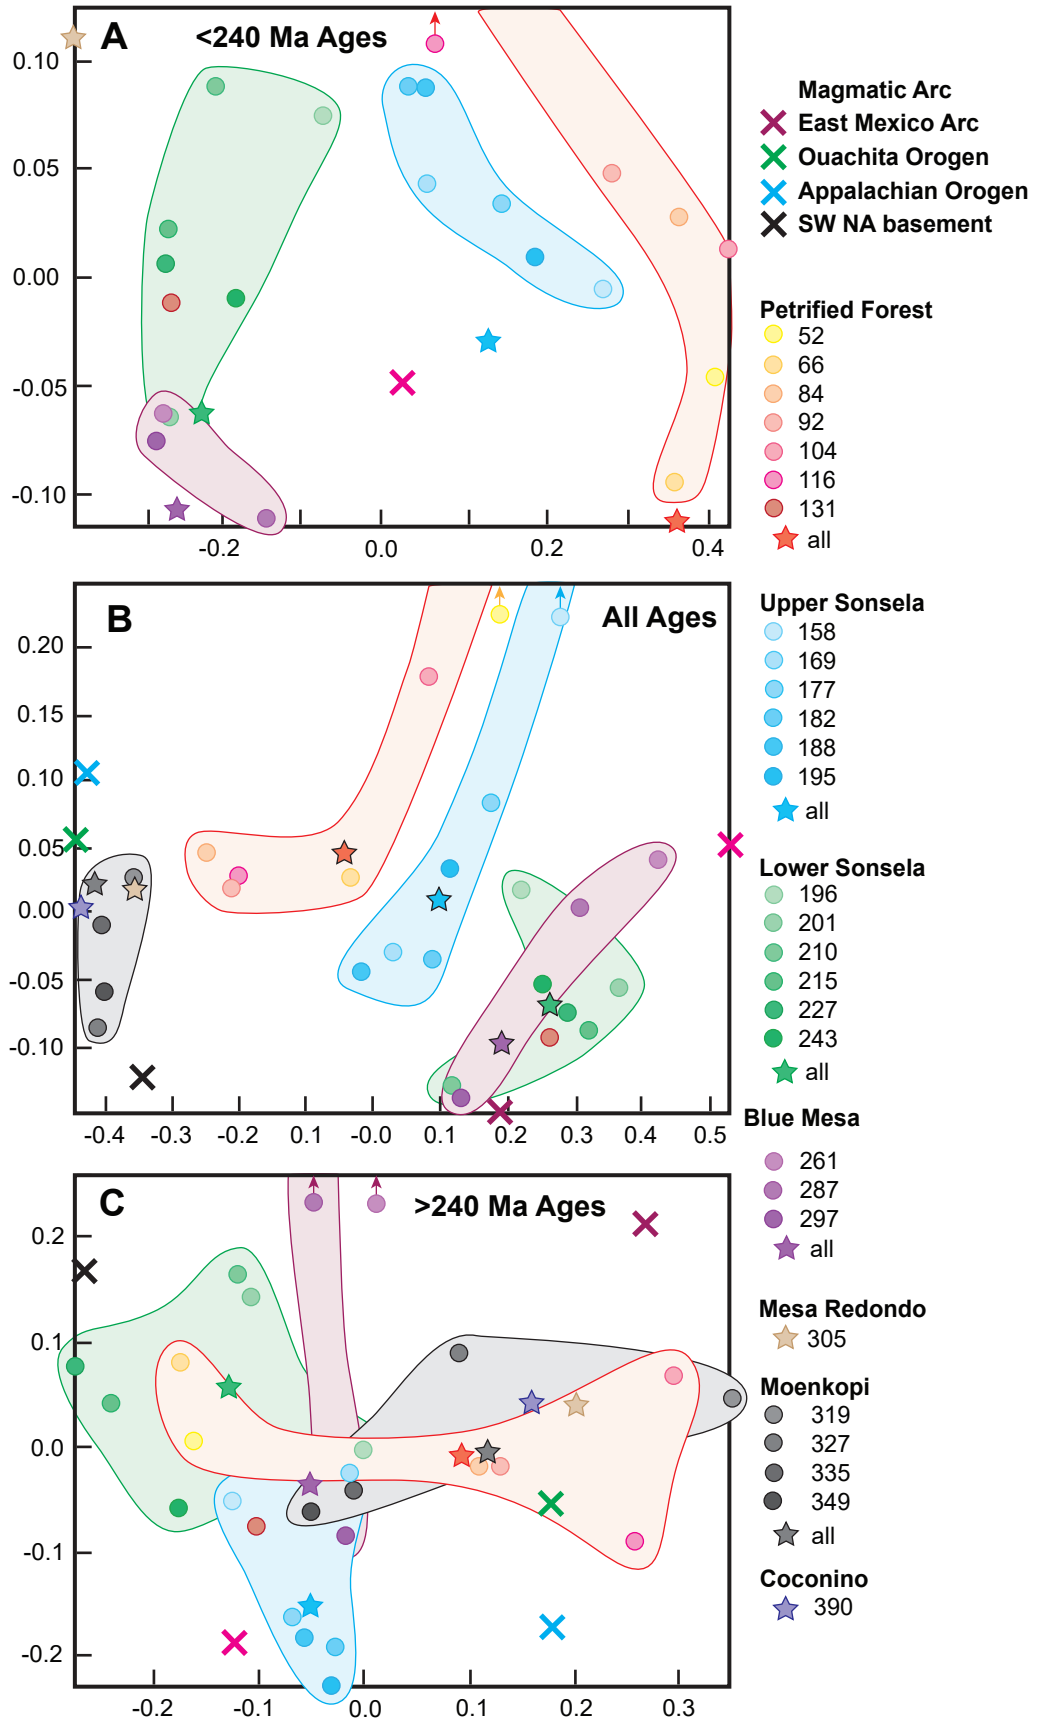 A
<240 Ma Ages
0.10
0.05
0.00
-0.05
-0.10
-0.2
0.0
0.2
0.4
Magmatic Arc
East Mexico Arc
Ouachita Orogen
Appalachian Orogen
SW NA basement
Petrified Forest
52
66
84
92
104
116
131
all
B
All Ages
0.20
0.15
0.10
0.05
0.00
-0.05
-0.10
-0.4
-0.3
-0.2
0.1
-0.0
0.1
0.2
0.3
0.4
0.5
Upper Sonsela
158
169
177
182
188
195
all
Lower Sonsela
196
201
210
215
227
243
all
Blue Mesa
261
287
297
all
C
>240 Ma Ages
0.2
0.1
0.0
-0.1
-0.2
-0.2
-0.1
0.0
0.1
0.2
0.3
Mesa Redondo
305
Moenkopi
319
327
335
349
all
Coconino
390